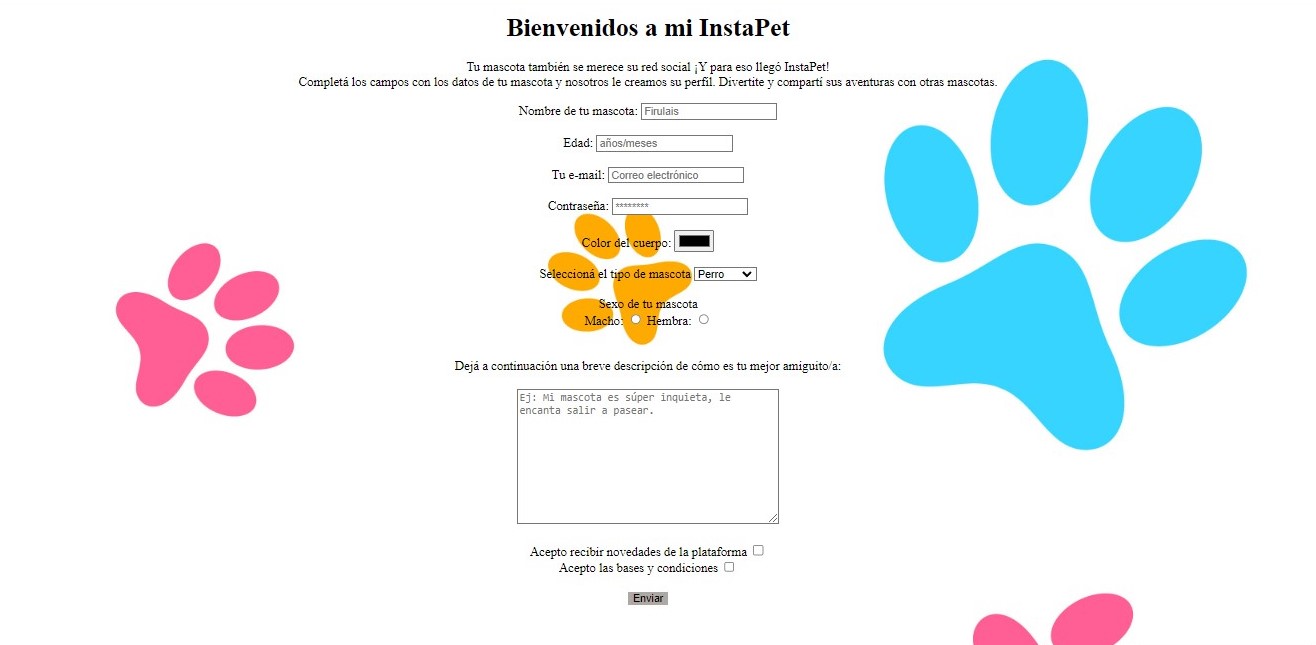 Bienvenidos a mi InstaPet
Tu mascota también se merece su red social ¡Y para eso llegó InstaPet!
Completá los campos con los datos de tu mascota y nosotros le creamos su perfil. Divertite y compartí sus aventuras con otras mascotas.
Nombre de tu mascota: Firulais
Edad: años/meses
Tu e-mail: Correo electrónico
Contraseña: ********
Color del cuerpo:
Seleccioná el tipo de mascota Perro
Sexo de tu mascota
Macho: Hembra:
Dejá a continuación una breve descripción de cómo es tu mejor amiguito/a:
Ej: Mi mascota es súper inquieta, le
encanta salir a pasear.
Acepto recibir novedades de la plataforma
Acepto las bases y condiciones
Enviar